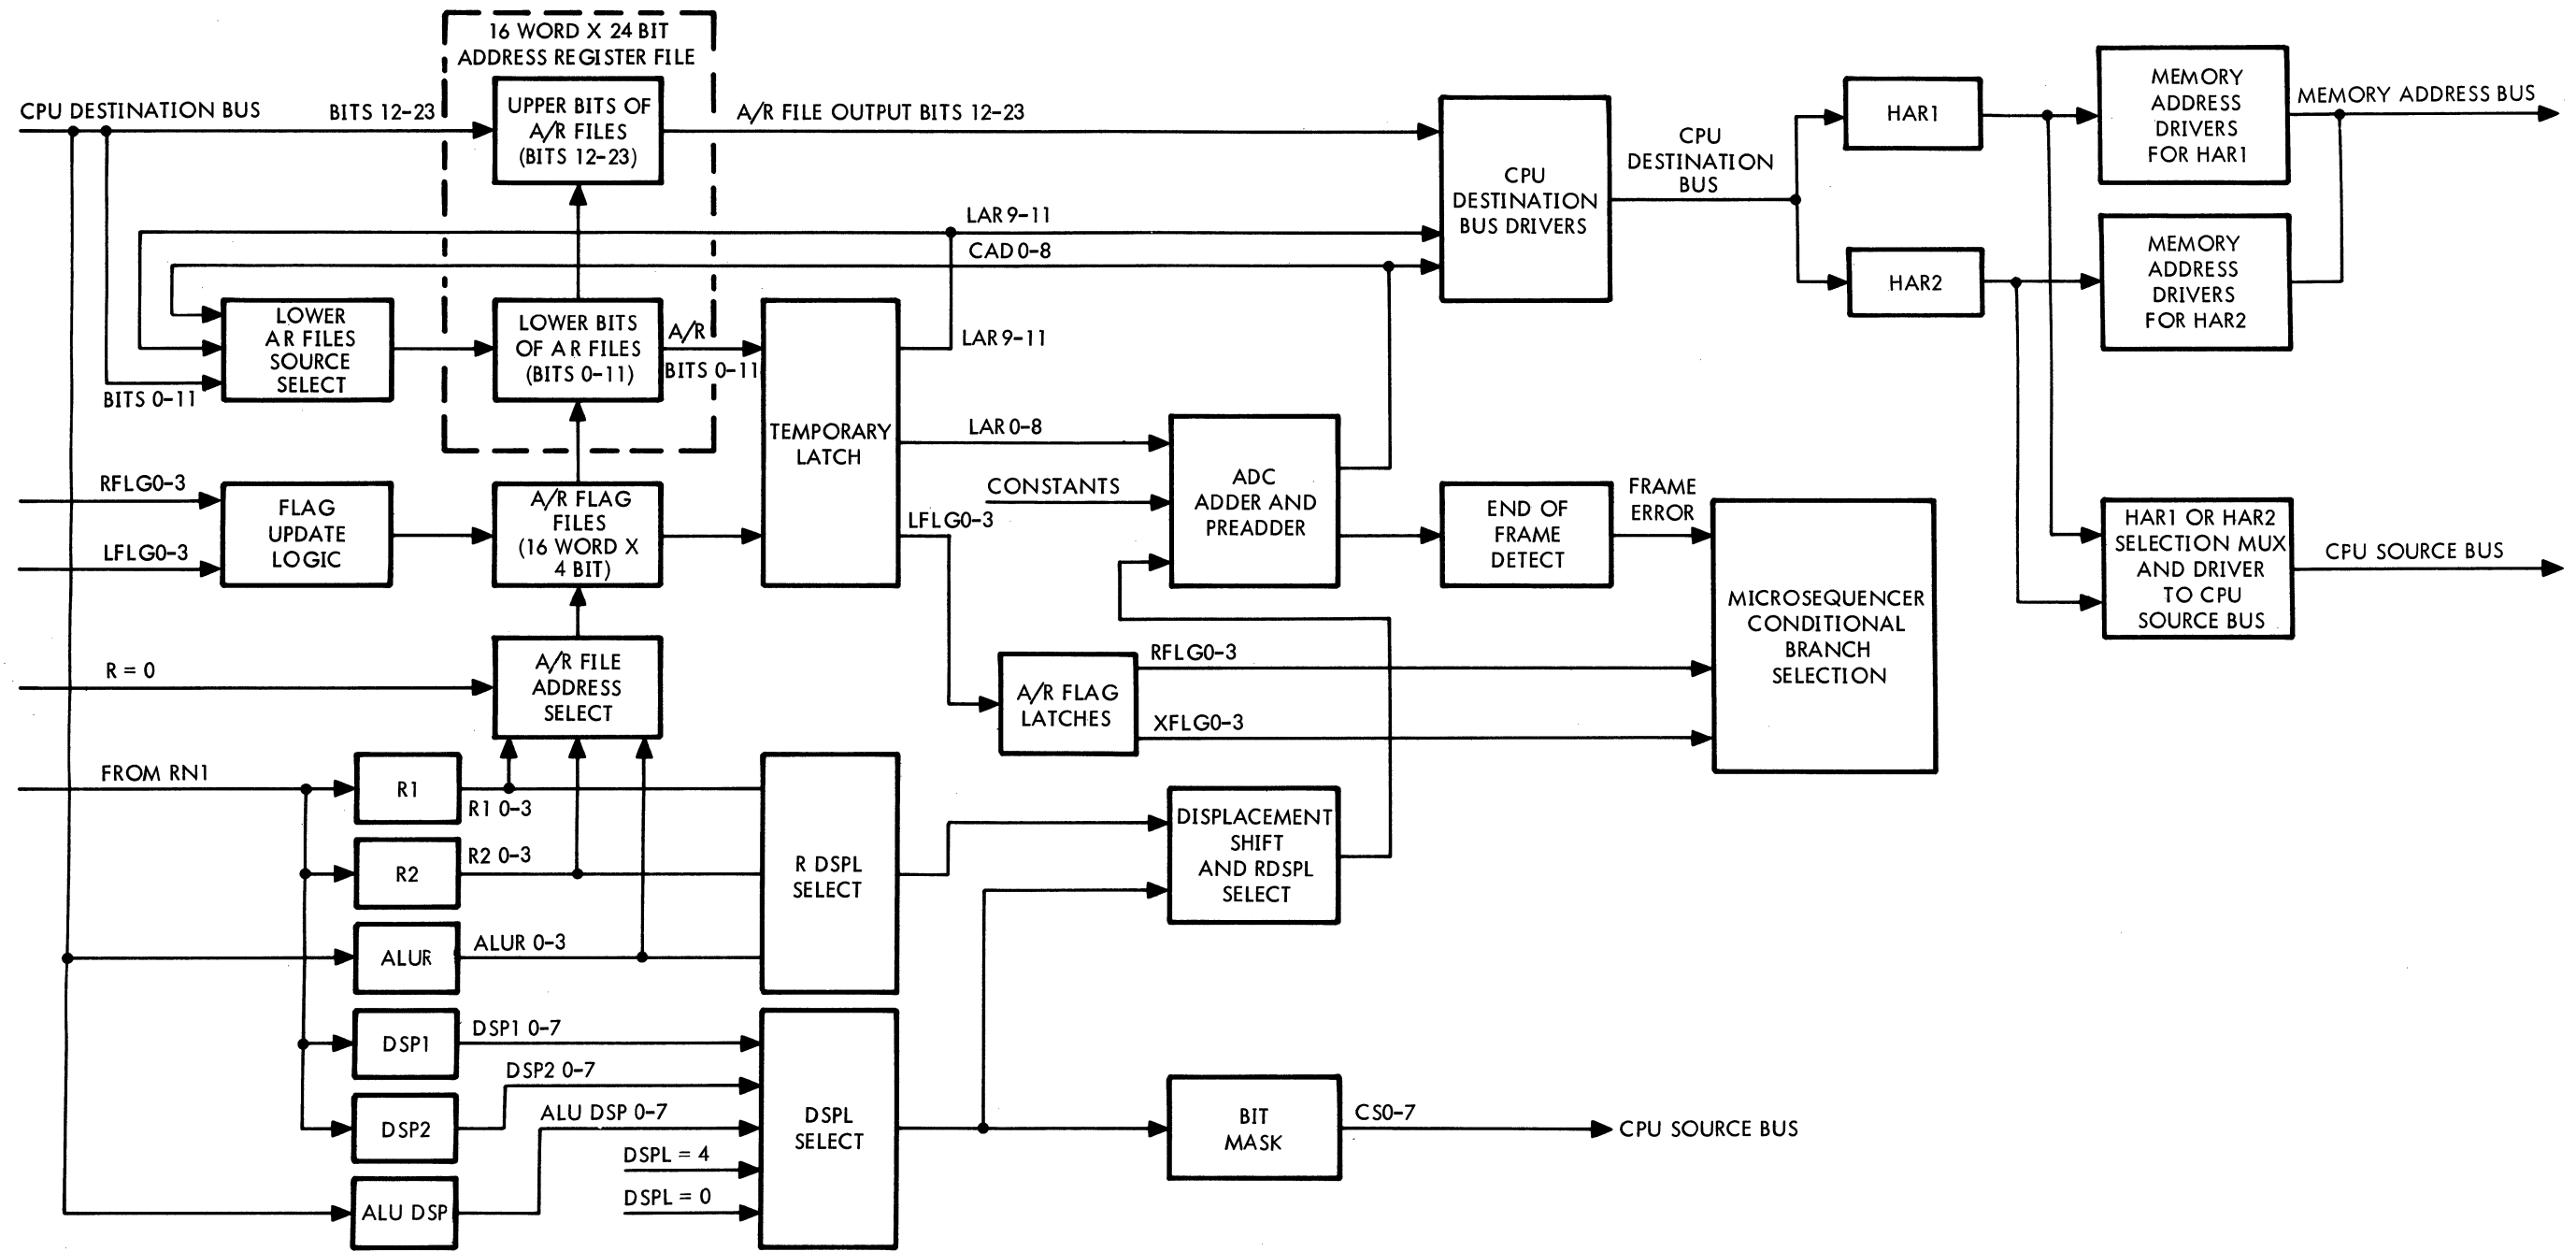 16 WORD X 24 BIT
ADDRESS REGISTER FILE
CPU DESTINATION BUS
BITS 12-23
UPPER BITS OF
A/R FILES
(BITS 12-23)
A/R FILE OUTPUT BITS 12-23
CPU
DESTINATION
BUS DRIVERS
CPU
DESTINATION
BUS
HAR1
MEMORY
ADDRESS
DRIVERS
FOR HAR1
MEMORY ADDRESS BUS
LAR 9-11
CAD 0-8
HAR2
MEMORY
ADDRESS
DRIVERS
FOR HAR2
LOWER
AR FILES
SOURCE
SELECT
BITS 0-11
LOWER BITS
OF AR FILES
(BITS 0-11)
A/R
BITS 0-11
TEMPORARY
LATCH
LAR 9-11
LAR 0-8
CONSTANTS
LFLG0-3
ADC
ADDER AND
PREADDER
END OF
FRAME
DETECT
FRAME
ERROR
MICROSEQUENCER
CONDITIONAL
BRANCH
SELECTION
HAR1 OR HAR2
SELECTION MUX
AND DRIVER
TO CPU
SOURCE BUS
CPU SOURCE BUS
RFLG0-3
LFLG0-3
FLAG
UPDATE
LOGIC
A/R FLAG
FILES
(16 WORD X
4 BIT)
R = 0
A/R FILE
ADDRESS
SELECT
A/R FLAG
LATCHES
RFLG0-3
XFLG0-3
FROM RN1
R1
R1 0-3
R2
R2 0-3
ALUR
ALUR 0-3
R DSPL
SELECT
DISPLACEMENT
SHIFT
AND RDSPL
SELECT
DSP1
DSP1 0-7
DSP2
DSP2 0-7
ALU DSP
ALU DSP 0-7
DSPL = 4
DSPL = 0
DSPL
SELECT
BIT
MASK
CS0-7
CPU SOURCE BUS